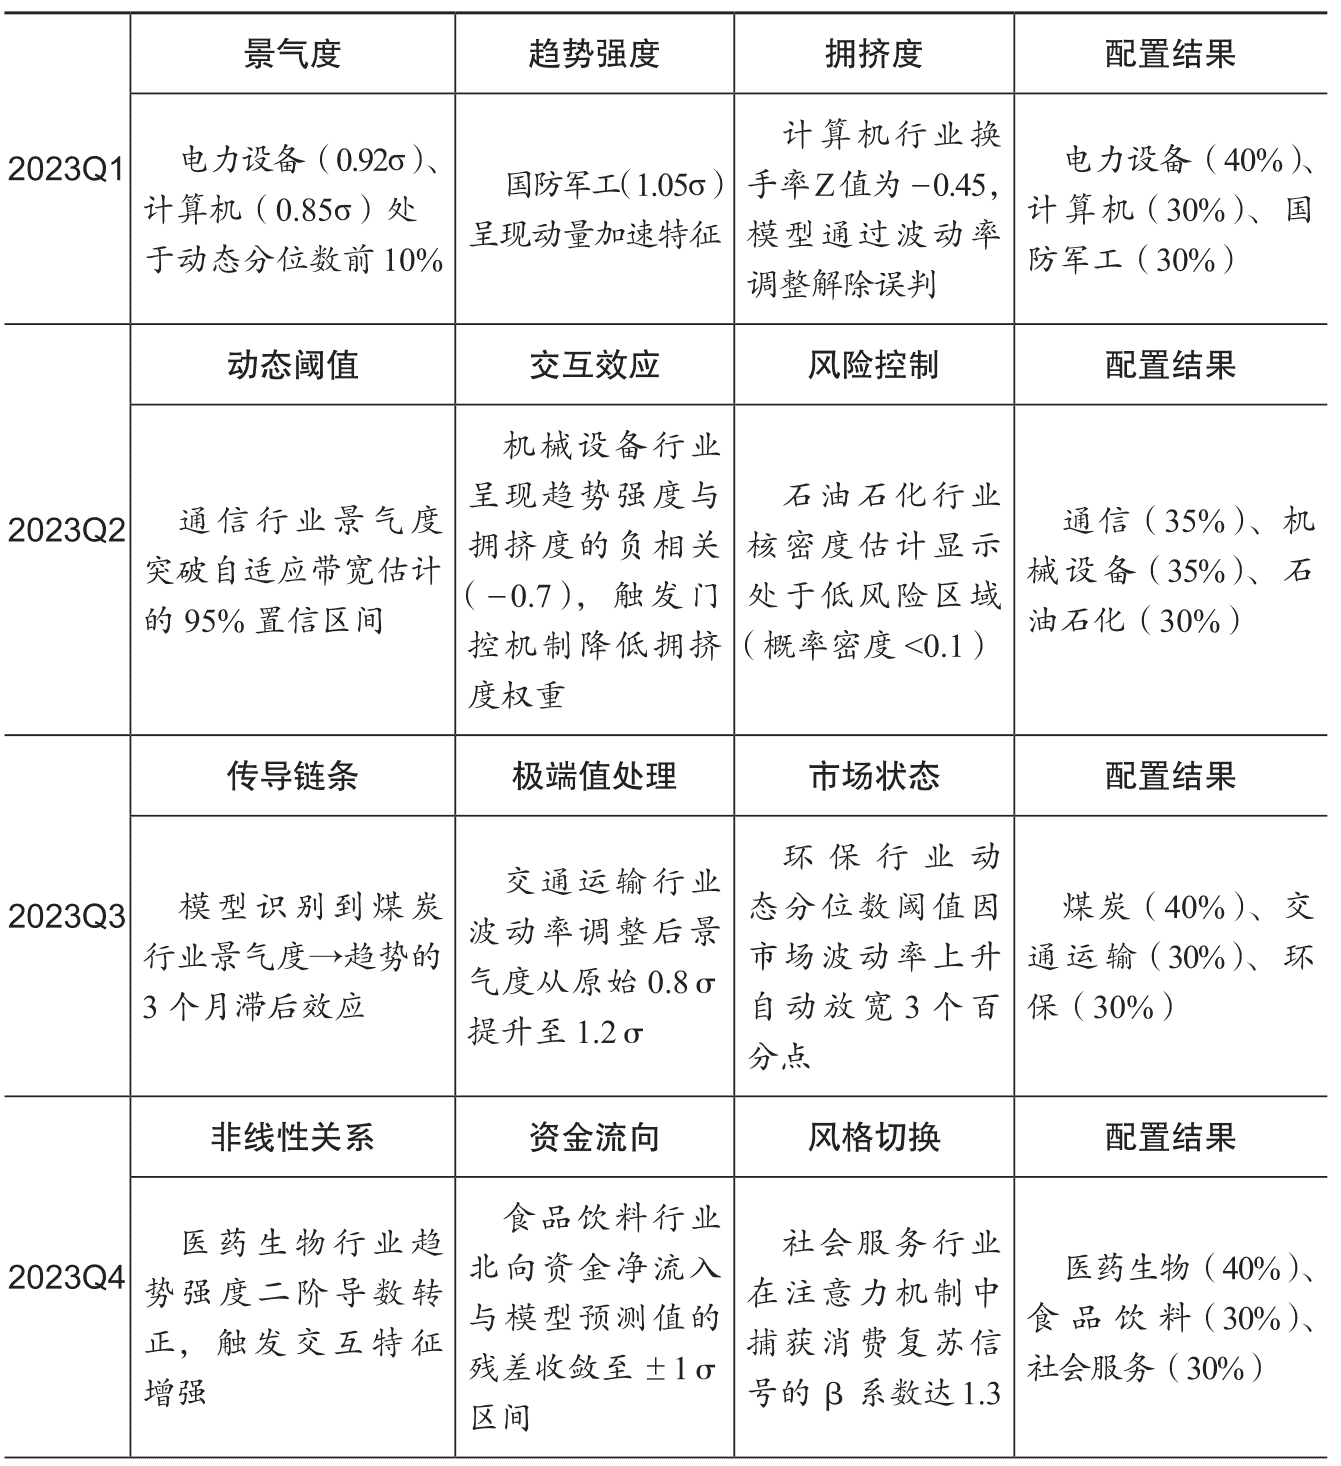 景气度
趋势强度
拥挤度
配置结果
2023Q1
电力设备（0.92σ）、
计算机（0.85σ）处
于动态分位数前 10%
国防军工（1.05σ）
呈现动量加速特征
计算机行业换
手率Z值为 −0.45，
模型通过波动率
调整解除误判
电力设备（40%）、
计算机（30%）、国
防军工（30%）
动态阈值
交互效应
风险控制
配置结果
2023Q2
通信行业景气度
突破自适应带宽估计
的 95% 置信区间
机械设备行业
呈现趋势强度与
拥挤度的负相关
（−0.7），触发门
控机制降低拥挤
度权重
石油石化行业
核密度估计显示
处于低风险区域
（概率密度 <0.1）
通信（35%）、机
械设备（35%）、石
油石化（30%）
传导链条
极端值处理
市场状态
配置结果
2023Q3
模型识别到煤炭
行业景气度→趋势的
3 个月滞后效应
交通运输行业
波动率调整后景
气度从原始 0.8 σ
提升至 1.2 σ
环保行业动
态分位数阈值因
市场波动率上升
自动放宽 3 个百
分点
煤炭（40%）、交
通运输（30%）、环
保（30%）
非线性关系
资金流向
风格切换
配置结果
2023Q4
医药生物行业趋
势强度二阶导数转
正，触发交互特征
增强
食品饮料行业
北向资金净流入
与模型预测值的
残差收敛至 ±1 σ
区间
社会服务行业
在注意力机制中
捕获消费复苏信
号的 β 系数达 1.3
医药生物（40%）、
食品饮料（30%）、
社会服务（30%）